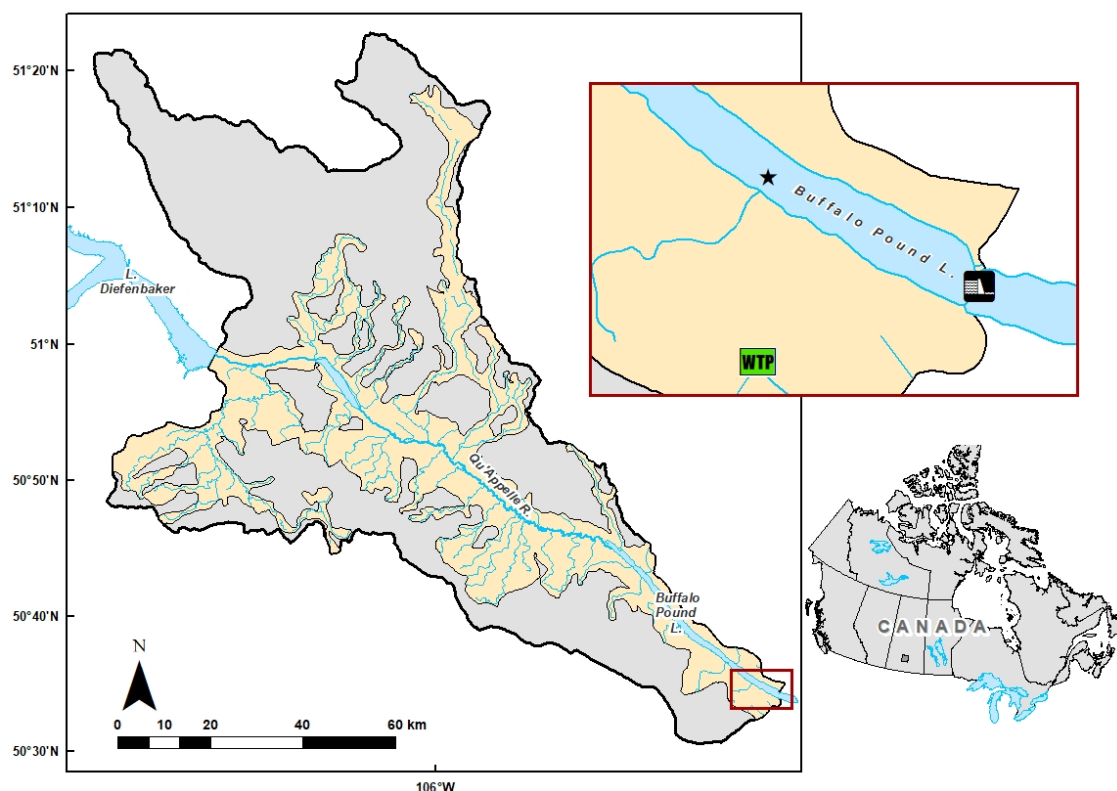 51°20'N
51°10'N
51°N
50°50'N
50°40'N
50°30'N
106°W
L.
Diefenbaker
Qu'Appelle R.
Buffalo
Pound
L.
N
0 10 20 40 60 km
Buffalo Pound L.
WTP
CANADA